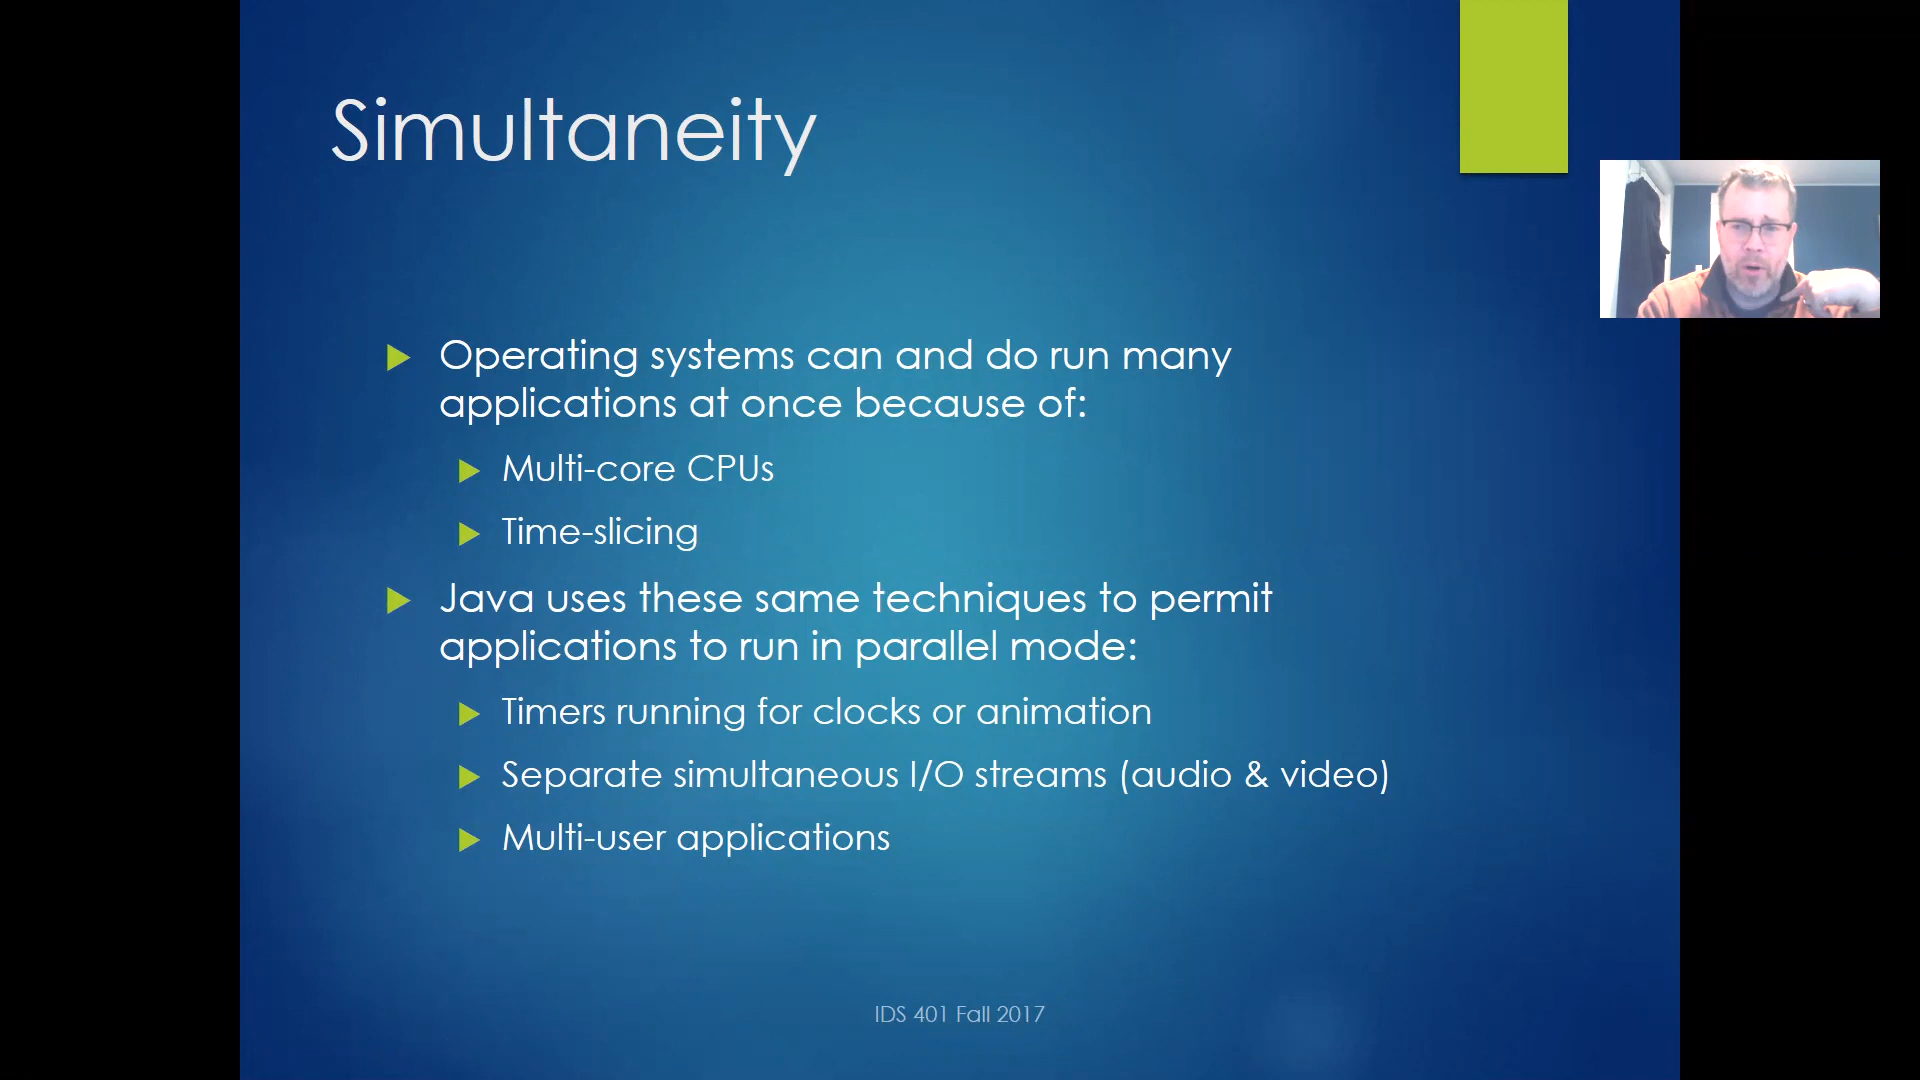 Simultaneity
Operating systems can and do run many
applications at once because of:
Multi-core CPUs
Time-slicing
Java uses these same techniques to permit
applications to run in parallel mode:
Timers running for clocks or animation
Separate simultaneous I/O streams (audio & video)
Multi-user applications
IDS 401 Fall 2017